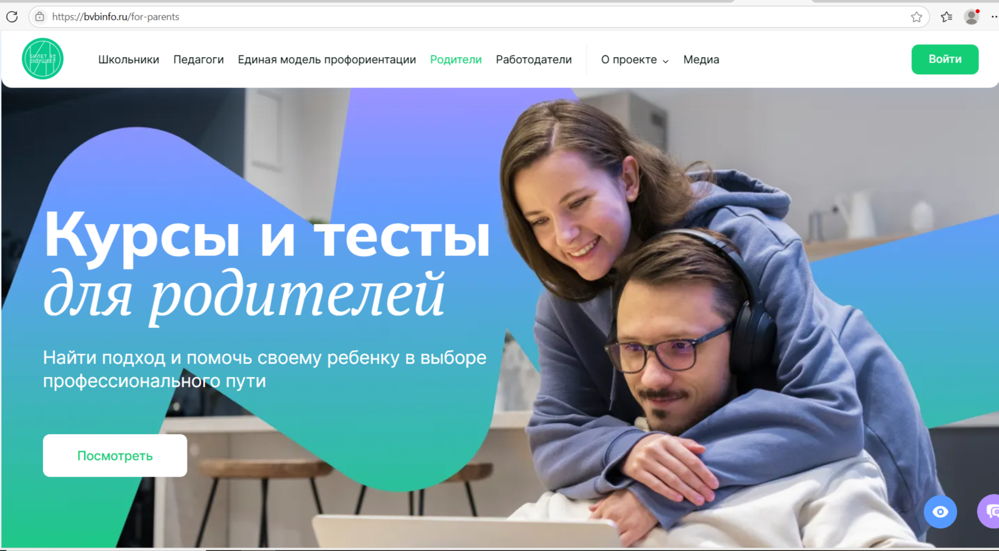 https://bvbinfo.ru/for-parents
БИЛЕТ В
БУДУЩЕЕ
Школьники Педагоги Единая модель профориентации Родители Работодатели О проекте Медиа
Войти
Курсы и тесты
для родителей
Найти подход и помочь своему ребенку в выборе
профессионального пути
Посмотреть